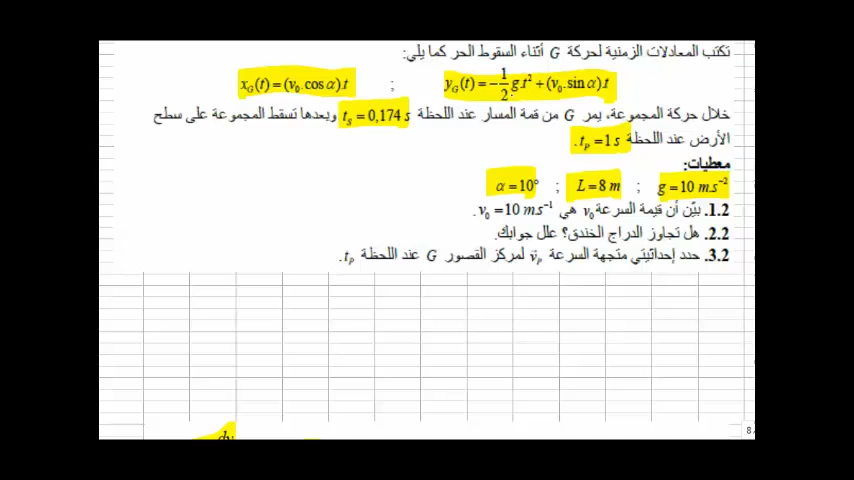 تكتب المعادلات الزمنية لحركة G أثناء السقوط الحر كما يلي:
y_G(t) = -1/2 g.t² + (v₀.sin α).t ; x_G(t) = (v₀.cos α).t
خلال حركة المجموعة، يمر G من قمة المسار عند اللحظة t_s = 0,174 s وبعدها تسقط المجموعة على سطح
الأرض عند اللحظة t_p = 1 s.
معطيات:
g = 10 m.s⁻² ; L = 8 m ; α = 10°
1.2. بيّن أن قيمة السرعة v₀ هي v₀ = 10 m.s⁻¹.
2.2. هل تجاوز الدراج الخندق؟ علل جوابك.
3.2. حدد إحداثيتي متجهة السرعة v⃗_p لمركز القصور G عند اللحظة t_p.
8